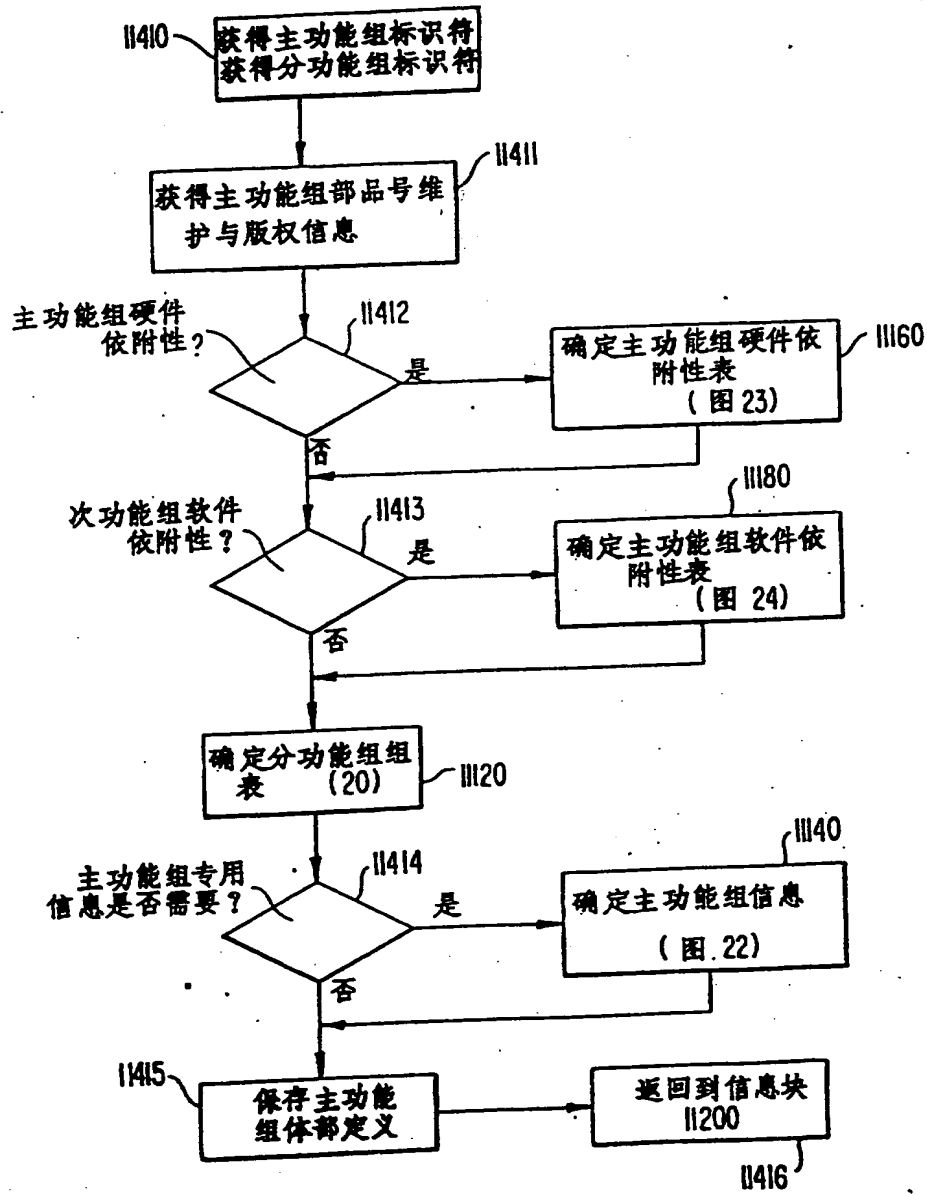 11410
获得主功能组标识符
获得分功能组标识符
11411
获得主功能组部品号维
护与版权信息
主功能组硬件
依附性?
11412
是
确定主功能组硬件依
附性表
(图23)
11160
否
次功能组软件
依附性?
11413
是
11180
确定主功能组软件依
附性表
(图 24)
否
确定分功能组组
表 (20)
11120
主功能组专用
信息是否需要?
11414
是
11140
确定主功能组信息
(图.22)
否
11415
保存主功能
组体部定义
返回到信息块
11200
11416